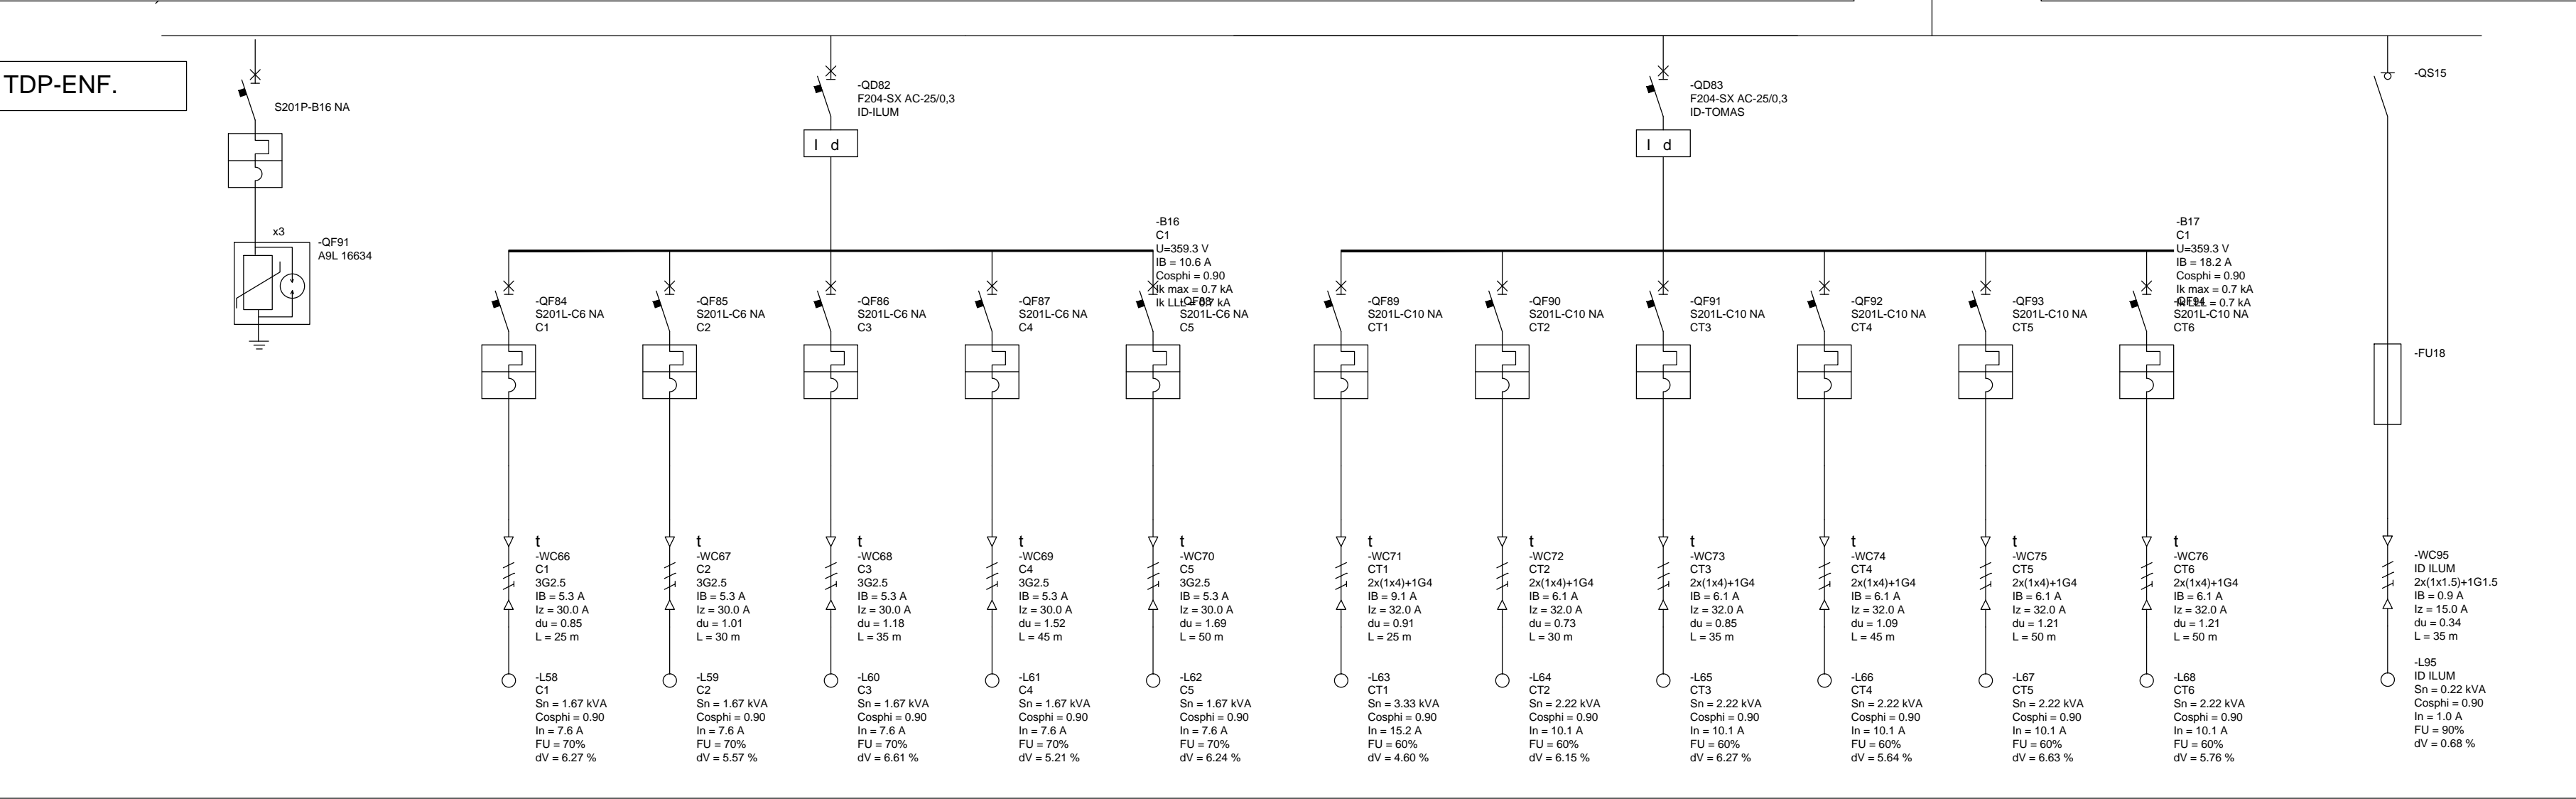 TDP-ENF.
S201P-B16 NA
x3
-QF91
A9L 16634
-QD82
F204-SX AC-25/0,3
ID-ILUM
I d
-QD83
F204-SX AC-25/0,3
ID-TOMAS
I d
-QS15
-B16
C1
U=359.3 V
IB = 10.6 A
Cosphi = 0.90
Ik max = 0.7 kA
Ik LLL = 0.7 kA
-B17
C1
U=359.3 V
IB = 18.2 A
Cosphi = 0.90
Ik max = 0.7 kA
Ik LLL = 0.7 kA
-QF84
S201L-C6 NA
C1
-QF85
S201L-C6 NA
C2
-QF86
S201L-C6 NA
C3
-QF87
S201L-C6 NA
C4
-QF88
S201L-C6 NA
C5
-QF89
S201L-C10 NA
CT1
-QF90
S201L-C10 NA
CT2
-QF91
S201L-C10 NA
CT3
-QF92
S201L-C10 NA
CT4
-QF93
S201L-C10 NA
CT5
-QF94
S201L-C10 NA
CT6
-FU18
t
-WC66
C1
3G2.5
IB = 5.3 A
Iz = 30.0 A
du = 0.85
L = 25 m
t
-WC67
C2
3G2.5
IB = 5.3 A
Iz = 30.0 A
du = 1.01
L = 30 m
t
-WC68
C3
3G2.5
IB = 5.3 A
Iz = 30.0 A
du = 1.18
L = 35 m
t
-WC69
C4
3G2.5
IB = 5.3 A
Iz = 30.0 A
du = 1.52
L = 45 m
t
-WC70
C5
3G2.5
IB = 5.3 A
Iz = 30.0 A
du = 1.69
L = 50 m
t
-WC71
CT1
2x(1x4)+1G4
IB = 9.1 A
Iz = 32.0 A
du = 0.91
L = 25 m
t
-WC72
CT2
2x(1x4)+1G4
IB = 6.1 A
Iz = 32.0 A
du = 0.73
L = 30 m
t
-WC73
CT3
2x(1x4)+1G4
IB = 6.1 A
Iz = 32.0 A
du = 0.85
L = 35 m
t
-WC74
CT4
2x(1x4)+1G4
IB = 6.1 A
Iz = 32.0 A
du = 1.09
L = 45 m
t
-WC75
CT5
2x(1x4)+1G4
IB = 6.1 A
Iz = 32.0 A
du = 1.21
L = 50 m
t
-WC76
CT6
2x(1x4)+1G4
IB = 6.1 A
Iz = 32.0 A
du = 1.21
L = 50 m
-WC95
ID ILUM
2x(1x1.5)+1G1.5
IB = 0.9 A
Iz = 15.0 A
du = 0.34
L = 35 m
-L58
C1
Sn = 1.67 kVA
Cosphi = 0.90
In = 7.6 A
FU = 70%
dV = 6.27 %
-L59
C2
Sn = 1.67 kVA
Cosphi = 0.90
In = 7.6 A
FU = 70%
dV = 5.57 %
-L60
C3
Sn = 1.67 kVA
Cosphi = 0.90
In = 7.6 A
FU = 70%
dV = 6.61 %
-L61
C4
Sn = 1.67 kVA
Cosphi = 0.90
In = 7.6 A
FU = 70%
dV = 5.21 %
-L62
C5
Sn = 1.67 kVA
Cosphi = 0.90
In = 7.6 A
FU = 70%
dV = 6.24 %
-L63
CT1
Sn = 3.33 kVA
Cosphi = 0.90
In = 15.2 A
FU = 60%
dV = 4.60 %
-L64
CT2
Sn = 2.22 kVA
Cosphi = 0.90
In = 10.1 A
FU = 60%
dV = 6.15 %
-L65
CT3
Sn = 2.22 kVA
Cosphi = 0.90
In = 10.1 A
FU = 60%
dV = 6.27 %
-L66
CT4
Sn = 2.22 kVA
Cosphi = 0.90
In = 10.1 A
FU = 60%
dV = 5.64 %
-L67
CT5
Sn = 2.22 kVA
Cosphi = 0.90
In = 10.1 A
FU = 60%
dV = 6.63 %
-L68
CT6
Sn = 2.22 kVA
Cosphi = 0.90
In = 10.1 A
FU = 60%
dV = 5.76 %
-L95
ID ILUM
Sn = 0.22 kVA
Cosphi = 0.90
In = 1.0 A
FU = 90%
dV = 0.68 %